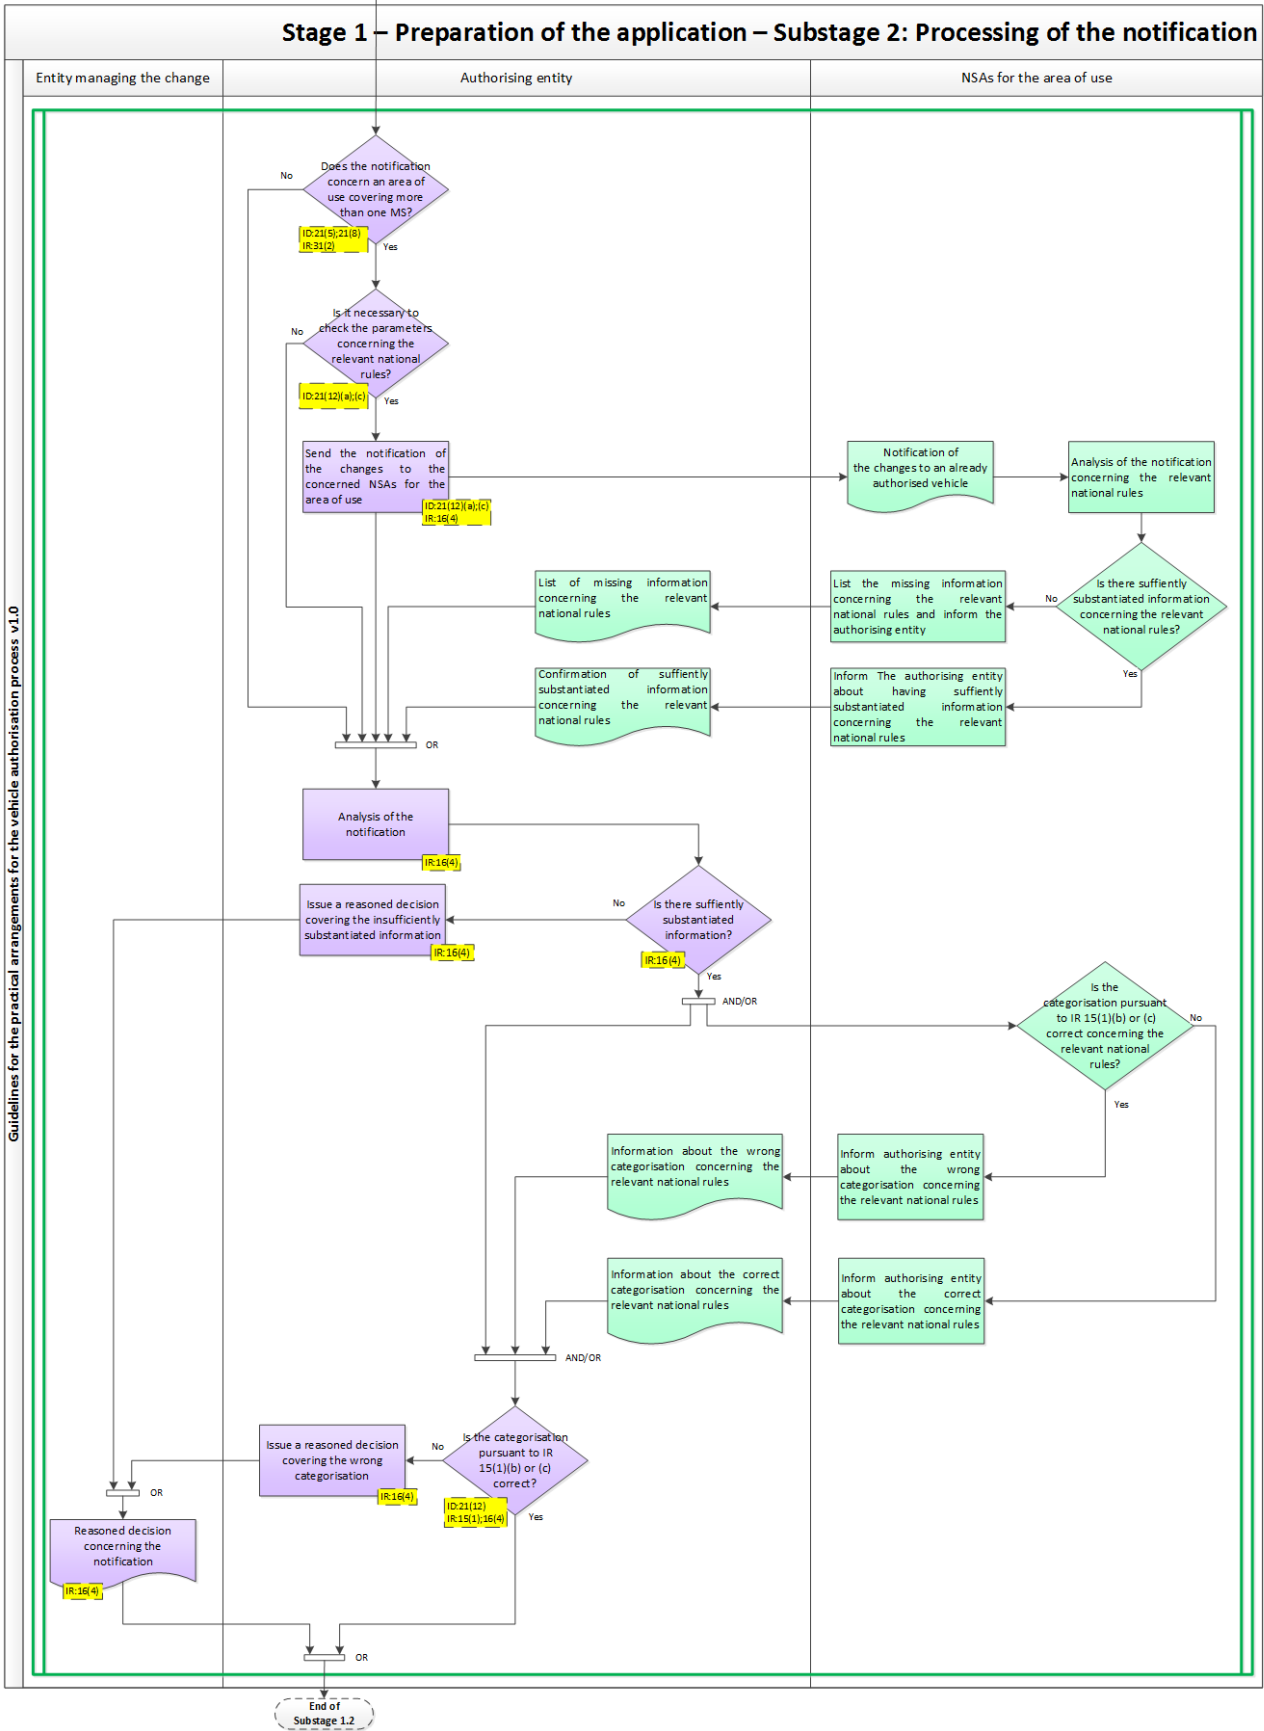 Stage 1 – Preparation of the application – Substage 2: Processing of the notification
Entity managing the change
Authorising entity
NSAs for the area of use
Guidelines for the practical arrangements for the vehicle authorisation process v1.0
Does the notification
concern an area of
use covering more
than one MS?
No
ID:21(5);21(8)
IR:31(2)
Yes
Is it necessary to
check the parameters
concerning the
relevant national
rules?
No
ID:21(12)(a);(c)
Yes
Send the notification of
the changes to the
concerned NSAs for the
area of use
ID:21(12)(a);(c)
IR:16(4)
Notification of
the changes to an already
authorised vehicle
Analysis of the notification
concerning the relevant
national rules
Is there suffiently
substantiated information
concerning the relevant
national rules?
No
Yes
List the missing information
concerning the relevant
national rules and inform the
authorising entity
List of missing information
concerning the relevant
national rules
Inform The authorising entity
about having suffiently
substantiated information
concerning the relevant
national rules
Confirmation of suffiently
substantiated information
concerning the relevant
national rules
OR
Analysis of the
notification
IR:16(4)
Is there suffiently
substantiated
information?
No
IR:16(4)
Yes
Issue a reasoned decision
covering the insufficiently
substantiated information
IR:16(4)
AND/OR
Is the
categorisation pursuant
to IR 15(1)(b) or (c)
correct concerning the
relevant national
rules?
No
Yes
Inform authorising entity
about the wrong
categorisation concerning
the relevant national rules
Information about the wrong
categorisation concerning the
relevant national rules
Inform authorising entity
about the correct
categorisation concerning
the relevant national rules
Information about the correct
categorisation concerning the
relevant national rules
AND/OR
Is the categorisation
pursuant to IR
15(1)(b) or (c)
correct?
No
ID:21(12)
IR:15(1);16(4)
Yes
Issue a reasoned decision
covering the wrong
categorisation
IR:16(4)
OR
Reasoned decision
concerning the
notification
IR:16(4)
OR
End of
Substage 1.2